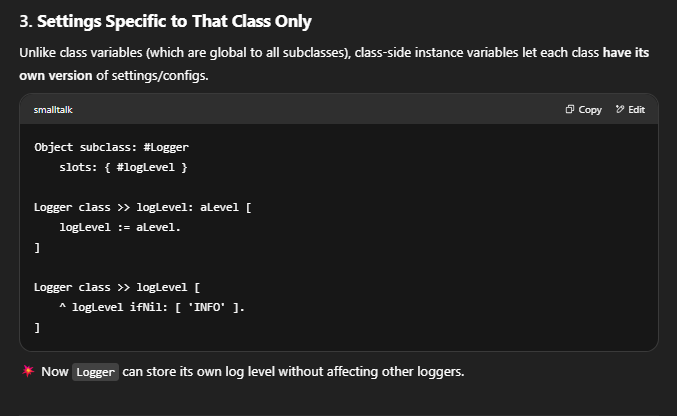 3. Settings Specific to That Class Only
Unlike class variables (which are global to all subclasses), class-side instance variables let each class have its
own version of settings/configs.
smalltalk
Copy
Edit
Object subclass: #Logger
    slots: { #logLevel }
Logger class >> logLevel: aLevel [
    logLevel := aLevel.
]
Logger class >> logLevel [
    ^ logLevel ifNil: [ 'INFO' ].
]
Now Logger can store its own log level without affecting other loggers.